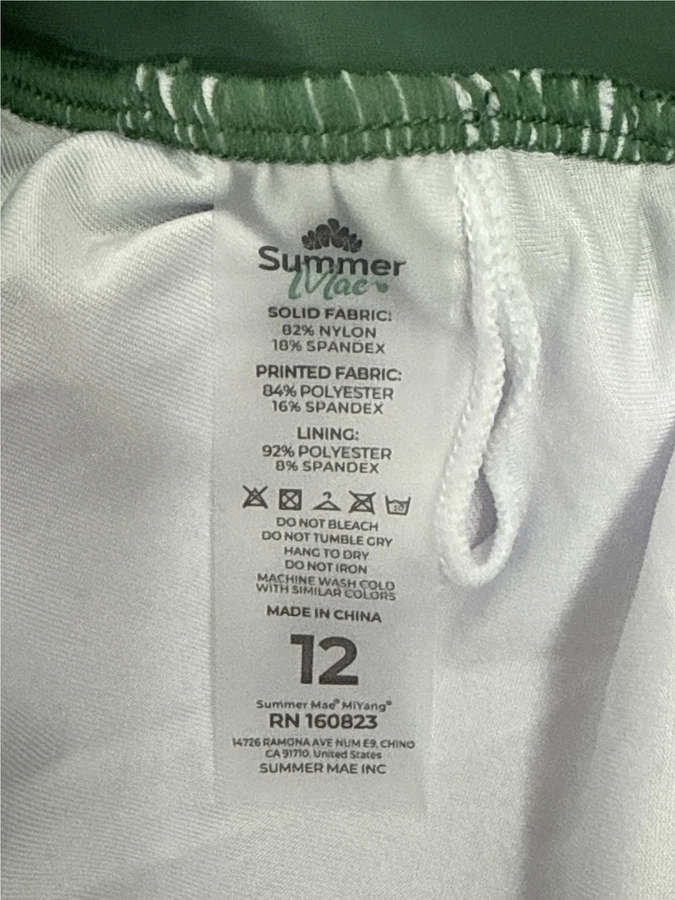 Summer
Mae
SOLID FABRIC:
82% NYLON
18% SPANDEX
PRINTED FABRIC:
84% POLYESTER
16% SPANDEX
LINING:
92% POLYESTER
8% SPANDEX
30
DO NOT BLEACH
DO NOT TUMBLE CRY
HANG TO DRY
DO NOT IRON
MACHINE WASH COLD
WITH SIMILAR COLORS
MADE IN CHINA
12
Summer Mae® MiYang®
RN 160823
14726 RAMONA AVE NUM E9, CHINO
CA 91710, United States
SUMMER MAE INC